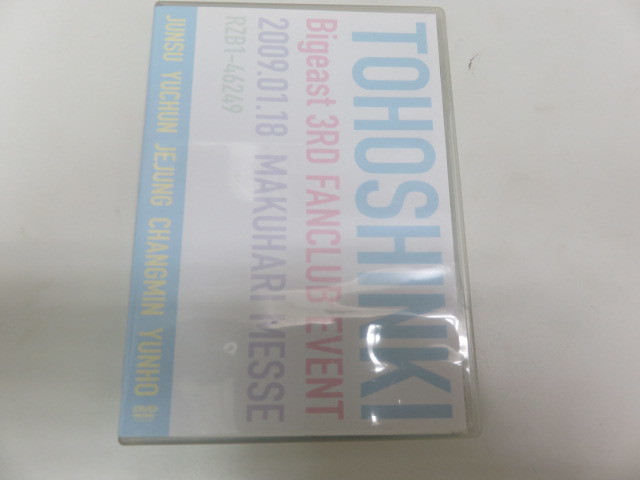 TOHOSHINKI
Bigeast 3RD FANCLUB EVENT
2009.01.18 MAKUHARI MESSE
RZB1-46249
JUNSU YUCHUN JEJUNG CHANGMIN YUNHO